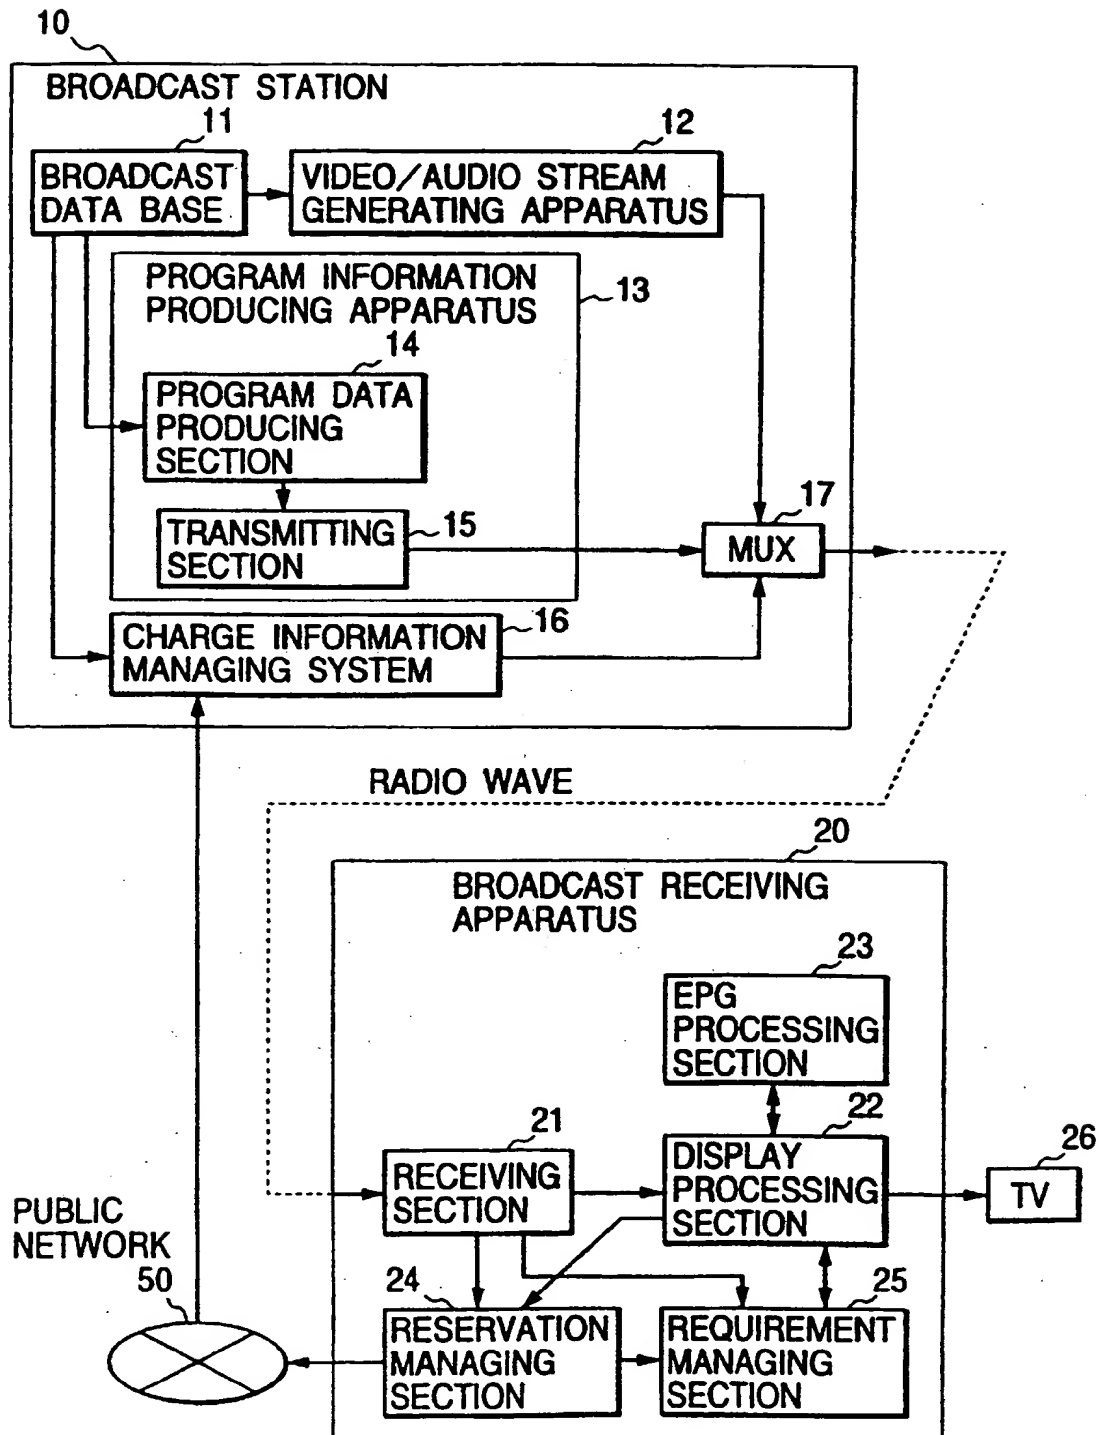 10
BROADCAST STATION
11
12
BROADCAST
DATA BASE
VIDEO/AUDIO STREAM
GENERATING APPARATUS
PROGRAM INFORMATION
PRODUCING APPARATUS
13
14
PROGRAM DATA
PRODUCING
SECTION
15
TRANSMITTING
SECTION
17
MUX
16
CHARGE INFORMATION
MANAGING SYSTEM
RADIO WAVE
20
BROADCAST RECEIVING
APPARATUS
23
EPG
PROCESSING
SECTION
21
RECEIVING
SECTION
22
DISPLAY
PROCESSING
SECTION
26
TV
PUBLIC
NETWORK
50
24
RESERVATION
MANAGING
SECTION
25
REQUIREMENT
MANAGING
SECTION